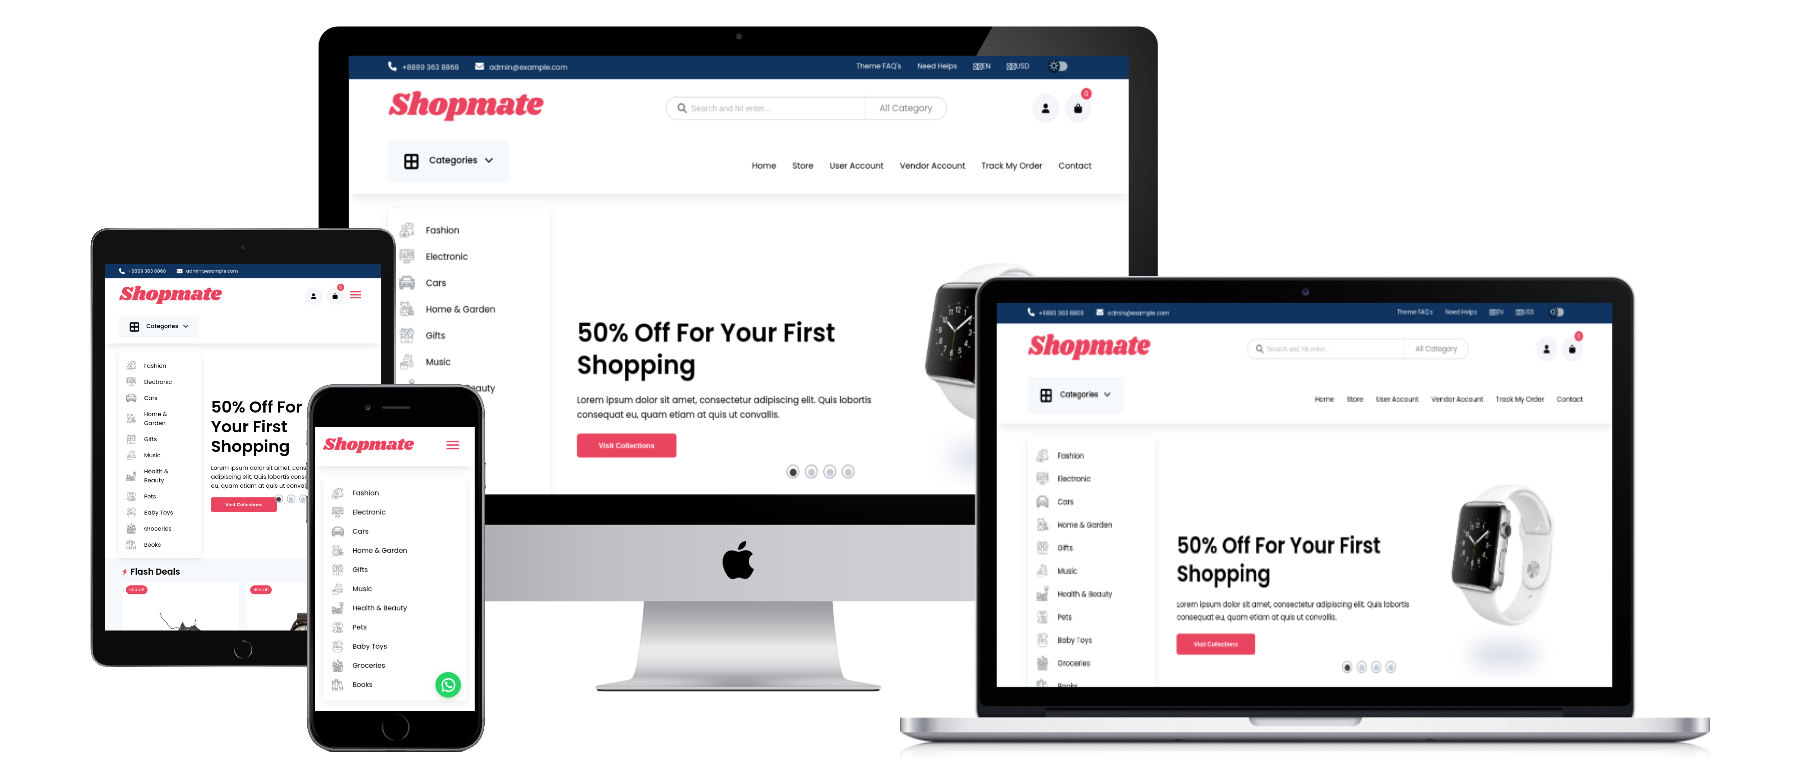 +8889 363 8868 admin@example.com Theme FAQ's Need Helps EN USD
Shopmate Search and hit enter... All Category 0
Categories Home Store User Account Vendor Account Track My Order Contact
Fashion
Electronic
Cars
Home & Garden
Gifts
Music
eauty
50% Off For Your First
Shopping
Lorem ipsum dolor sit amet, consectetur adipiscing elit. Quis lobortis
consequat eu, quam etiam at quis ut convallis.
Visit Collections
+8889 363 8868 admin@example.com
Shopmate 0
Categories
Fashion
Electronic
Cars
Home &
Garden
Gifts
Music
Health &
Beauty
Pets
Baby Toys
Groceries
Books
50% Off For
Your First
Shopping
Lorem ipsum dolor sit amet, cons
adipiscing elit. Quis lobortis
consequat eu, quam etiam at quis ut
Visit Collections
Flash Deals
Shopmate
Fashion
Electronic
Cars
Home & Garden
Gifts
Music
Health & Beauty
Pets
Baby Toys
Groceries
Books
+8889 363 8868 admin@example.com Theme FAQ's Need Helps EN USD
Shopmate Search and hit enter... All Category 0
Categories Home Store User Account Vendor Account Track My Order Contact
Fashion
Electronic
Cars
Home & Garden
Gifts
Music
Health & Beauty
Pets
Baby Toys
Groceries
Books
50% Off For Your First
Shopping
Lorem ipsum dolor sit amet, consectetur adipiscing elit. Quis lobortis
consequat eu, quam etiam at quis ut convallis.
Visit Collections